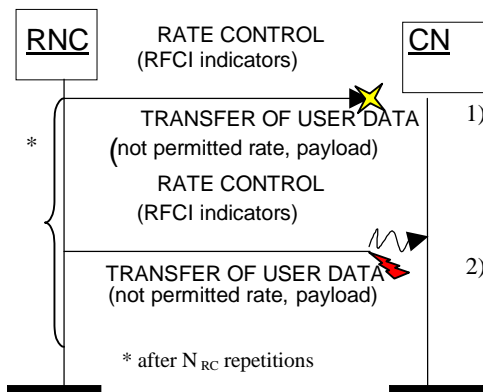 RNC
CN
RATE CONTROL
(RFCI indicators)
1)
TRANSFER OF USER DATA
*
(not permitted rate, payload)
RATE CONTROL
(RFCI indicators)
2)
TRANSFER OF USER DATA
(not permitted rate, payload)
* after N RC repetitions